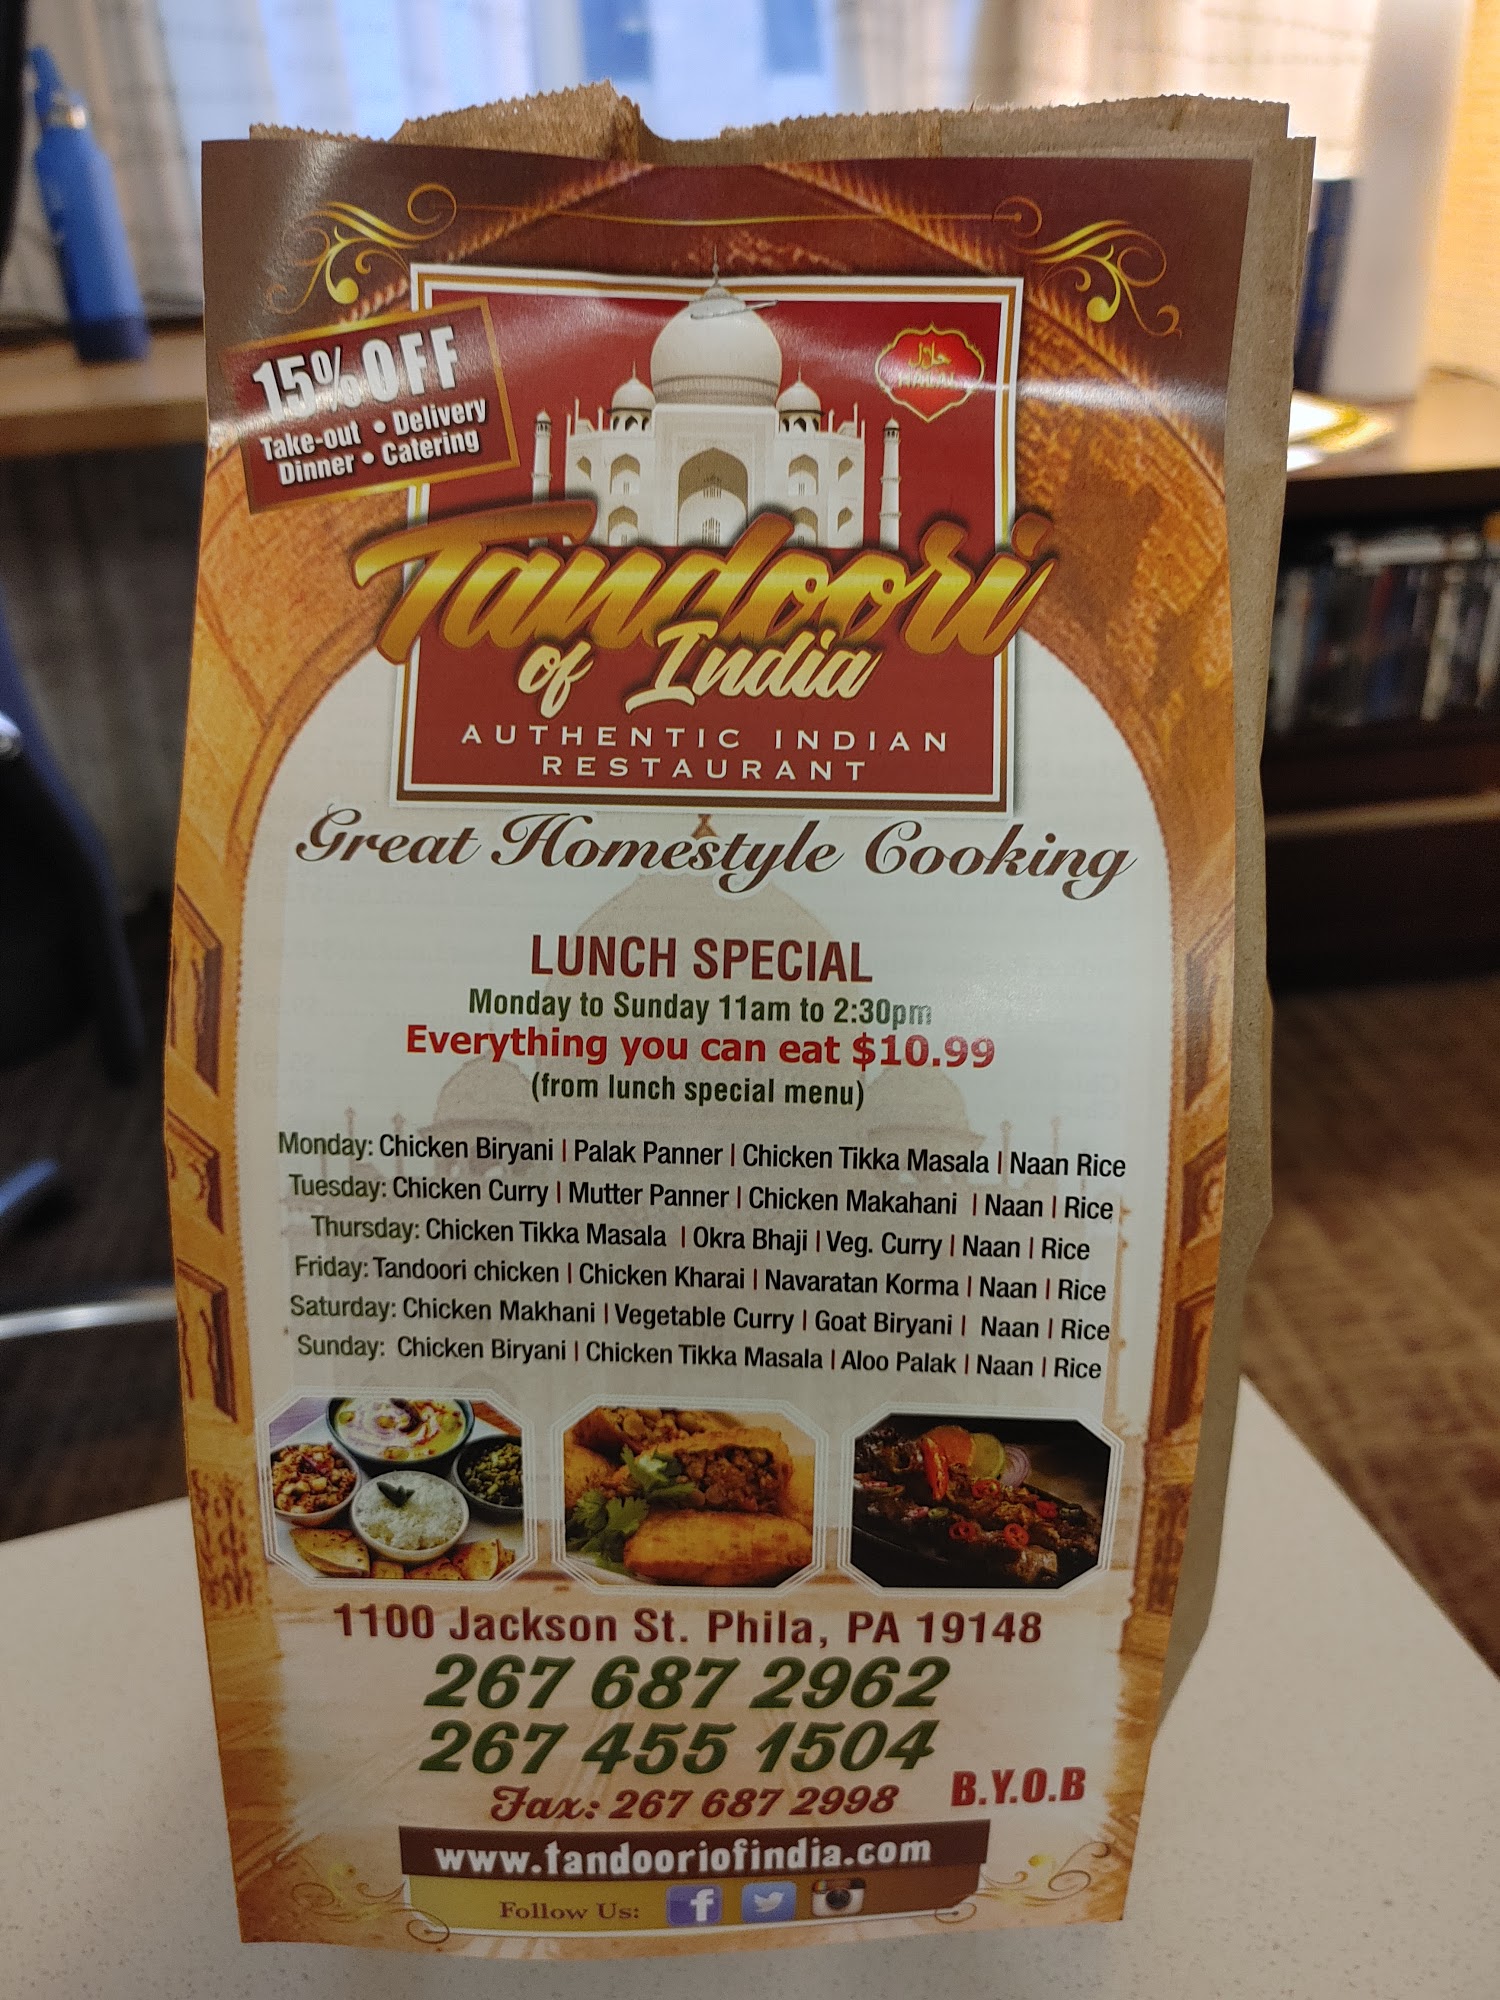 حلال
HALAL
15% OFF
Take-out • Delivery
Dinner • Catering
Tandoori
of India
AUTHENTIC INDIAN
RESTAURANT
Great Homestyle Cooking
LUNCH SPECIAL
Monday to Sunday 11am to 2:30pm
Everything you can eat $10.99
(from lunch special menu)
Monday: Chicken Biryani | Palak Panner | Chicken Tikka Masala | Naan Rice
Tuesday: Chicken Curry | Mutter Panner | Chicken Makahani | Naan | Rice
Thursday: Chicken Tikka Masala | Okra Bhaji | Veg. Curry | Naan | Rice
Friday: Tandoori chicken | Chicken Kharai | Navaratan Korma | Naan | Rice
Saturday: Chicken Makhani | Vegetable Curry | Goat Biryani | Naan | Rice
Sunday: Chicken Biryani | Chicken Tikka Masala | Aloo Palak | Naan | Rice
1100 Jackson St. Phila, PA 19148
267 687 2962
267 455 1504
Fax: 267 687 2998
B.Y.O.B
www.tandooriofindia.com
Follow Us: